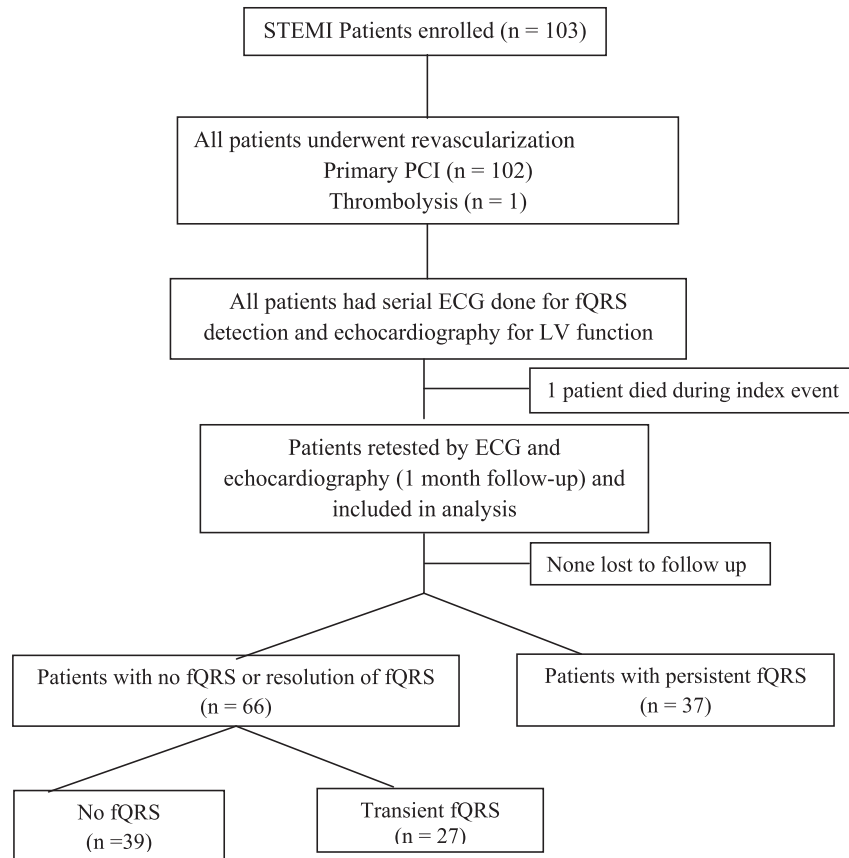 STEMI Patients enrolled (n = 103)
All patients underwent revascularization
Primary PCI (n = 102)
Thrombolysis (n = 1)
All patients had serial ECG done for fQRS
detection and echocardiography for LV function
1 patient died during index event
Patients retested by ECG and
echocardiography (1 month follow-up) and
included in analysis
None lost to follow up
Patients with no fQRS or resolution of fQRS
(n = 66)
Patients with persistent fQRS
(n = 37)
No fQRS
(n =39)
Transient fQRS
(n = 27)